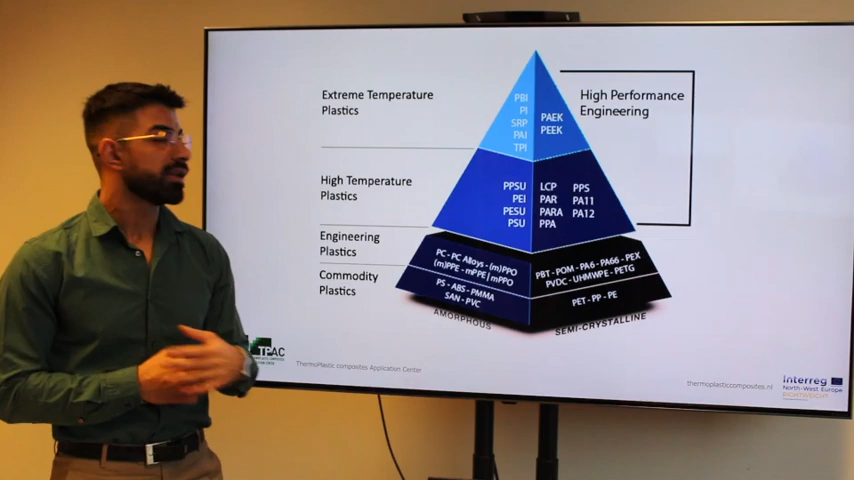 Extreme Temperature
Plastics
High Temperature
Plastics
Engineering
Plastics
Commodity
Plastics
PBI
PI
SRP
PAI
TPI
PAEK
PEEK
High Performance
Engineering
PPSU
PEI
PESU
PSU
LCP
PAR
PARA
PPA
PPS
PA11
PA12
PC - PC Alloys - (m)PPO
(m)PPE - mPPE | mPPO
PS - ABS - PMMA
SAN - PVC
PBT - POM - PA6 - PA66 - PEX
PVDC - UHMWPE - PETG
PET - PP - PE
AMORPHOUS
SEMI-CRYSTALLINE
TPAC
ThermoPlastic composites Application Center
thermoplasticcomposites.nl
Interreg
North-West Europe